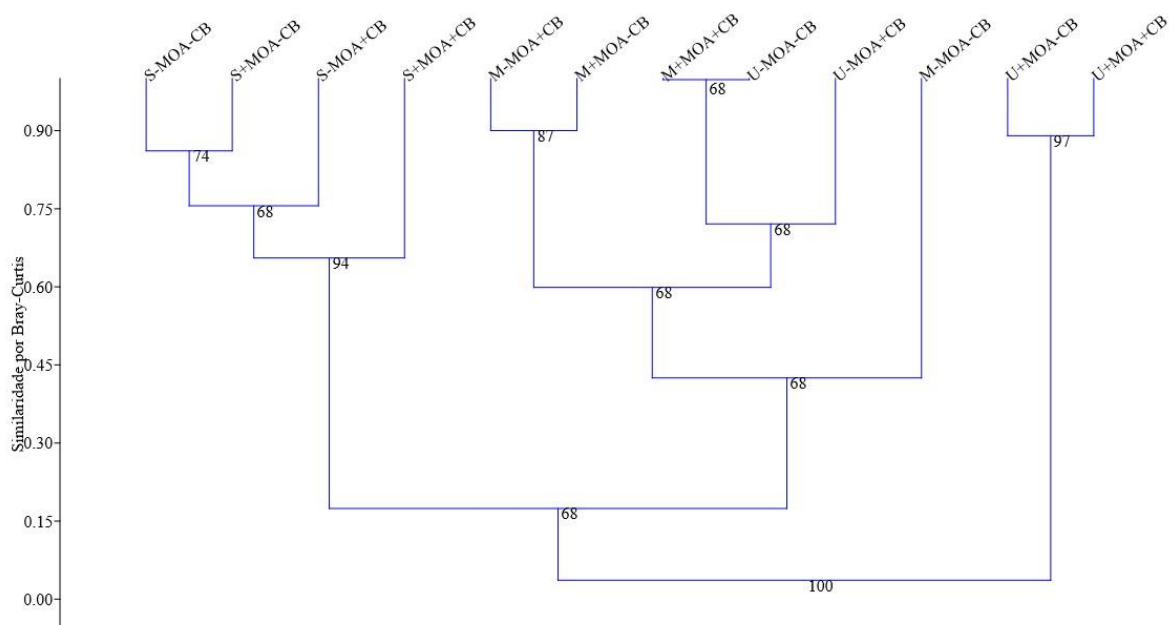 S-MOA-CB
S+MOA-CB
S-MOA+CB
S+MOA+CB
M-MOA+CB
M+MOA-CB
M+MOA+CB
U-MOA-CB
U-MOA+CB
M-MOA-CB
U+MOA-CB
U+MOA+CB
Similaridade por Bray-Curtis
0.90
0.75
0.60
0.45
0.30
0.15
0.00
68
87
97
74
68
68
94
68
68
68
100